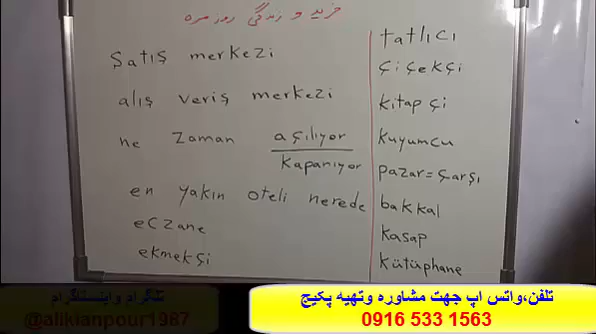 خرید و زندگی روزمره
Satış merkezi
alış veriş merkezi
ne zaman açılıyor
kapanıyor
en yakın oteli nerede
eczane
ekmekçi
tatlıcı
çiçekçi
kitapçi
kuyumcu
pazar = çarşı
bakkal
kasap
kütüphane
تلگرام واینستاگرام
@alikianpour1987
تلفن،واتس اپ جهت مشاوره وتهیه پکیج
0916 533 1563